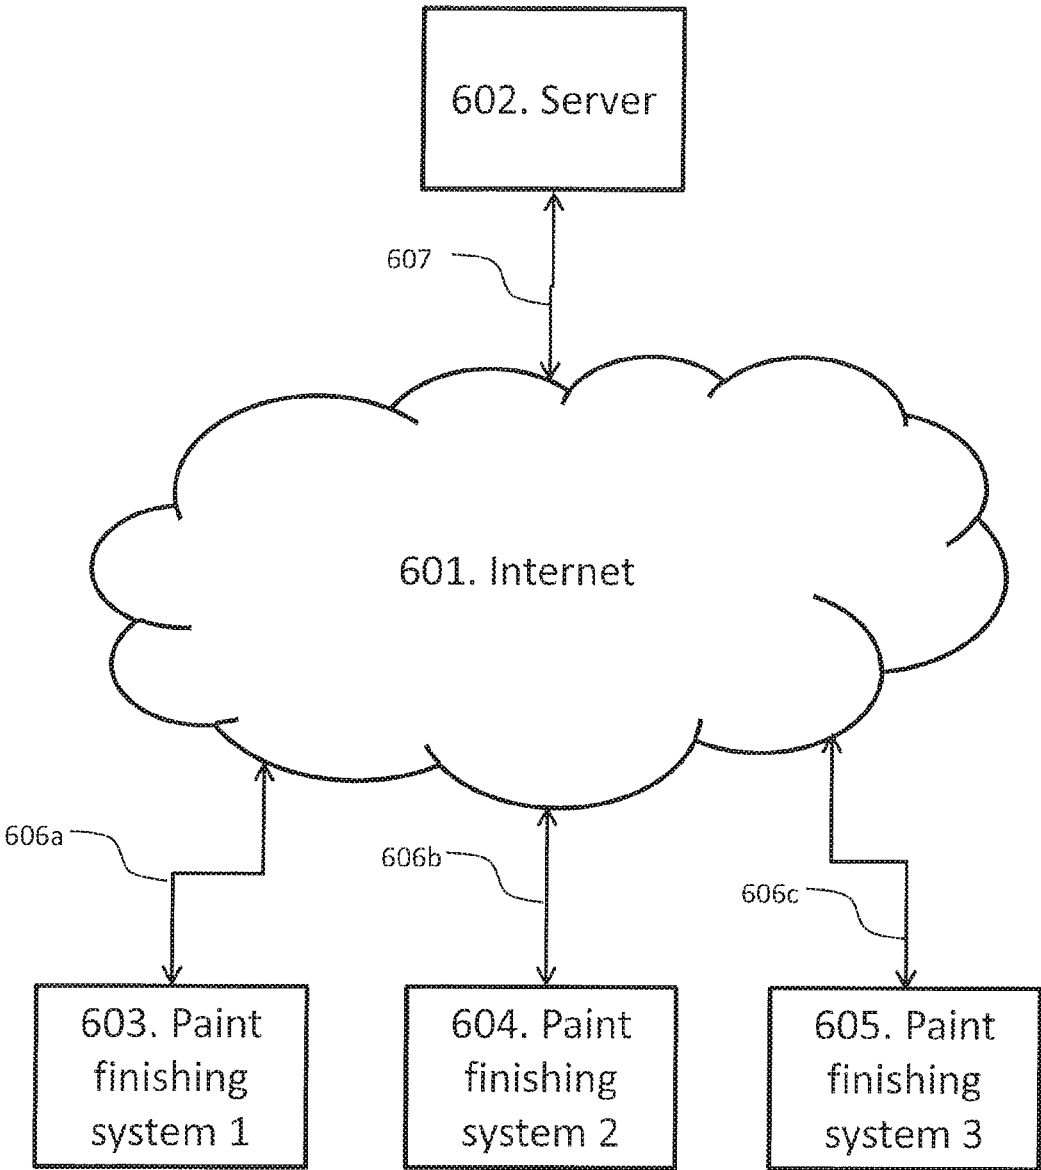 602. Server
607
601. Internet
606a
606b
606c
603. Paint
finishing
system 1
604. Paint
finishing
system 2
605. Paint
finishing
system 3